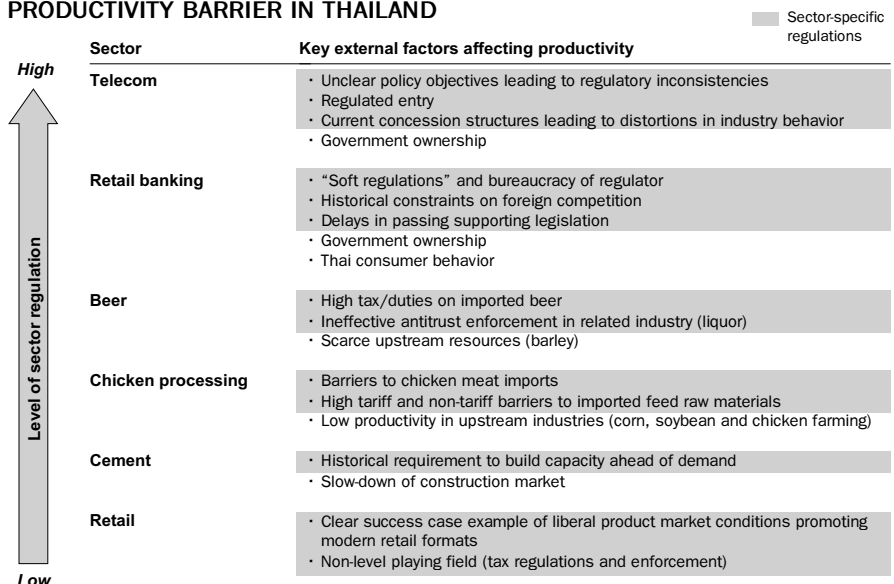 PRODUCTIVITY BARRIER IN THAILAND
Sector-specific
regulations
Sector
Key external factors affecting productivity
High
Level of sector regulation
Low
Telecom
· Unclear policy objectives leading to regulatory inconsistencies
· Regulated entry
· Current concession structures leading to distortions in industry behavior
· Government ownership
Retail banking
· “Soft regulations” and bureaucracy of regulator
· Historical constraints on foreign competition
· Delays in passing supporting legislation
· Government ownership
· Thai consumer behavior
Beer
· High tax/duties on imported beer
· Ineffective antitrust enforcement in related industry (liquor)
· Scarce upstream resources (barley)
Chicken processing
· Barriers to chicken meat imports
· High tariff and non-tariff barriers to imported feed raw materials
· Low productivity in upstream industries (corn, soybean and chicken farming)
Cement
· Historical requirement to build capacity ahead of demand
· Slow-down of construction market
Retail
· Clear success case example of liberal product market conditions promoting
modern retail formats
· Non-level playing field (tax regulations and enforcement)